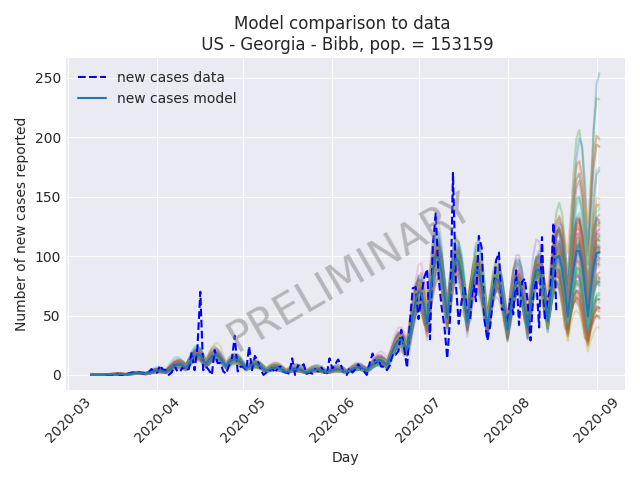 Model comparison to data
US - Georgia - Bibb, pop. = 153159
new cases data
new cases model
PRELIMINARY
Number of new cases reported
250
200
150
100
50
0
2020-03
2020-04
2020-05
2020-06
2020-07
2020-08
2020-09
Day